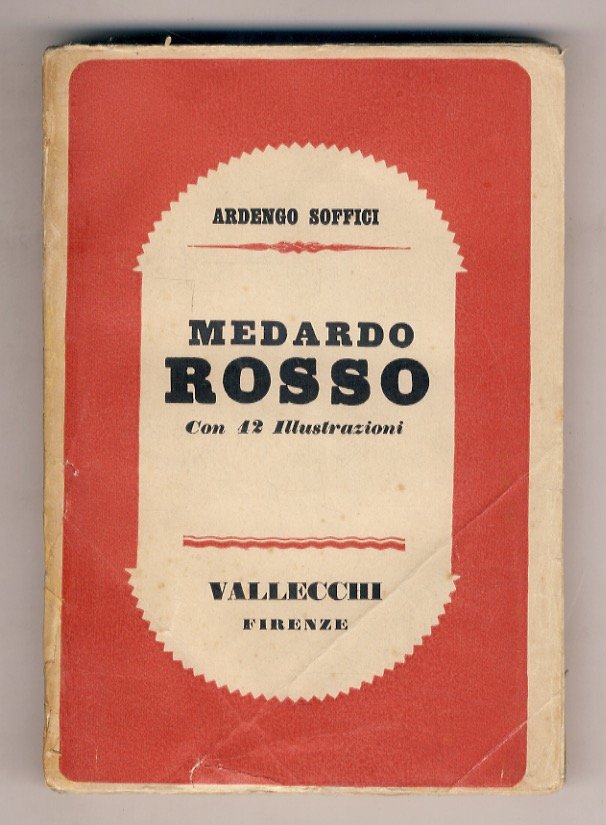 ARDENGO SOFFICI
MEDARDO
ROSSO
Con 42 Illustrazioni
VALLECCHI
FIRENZE